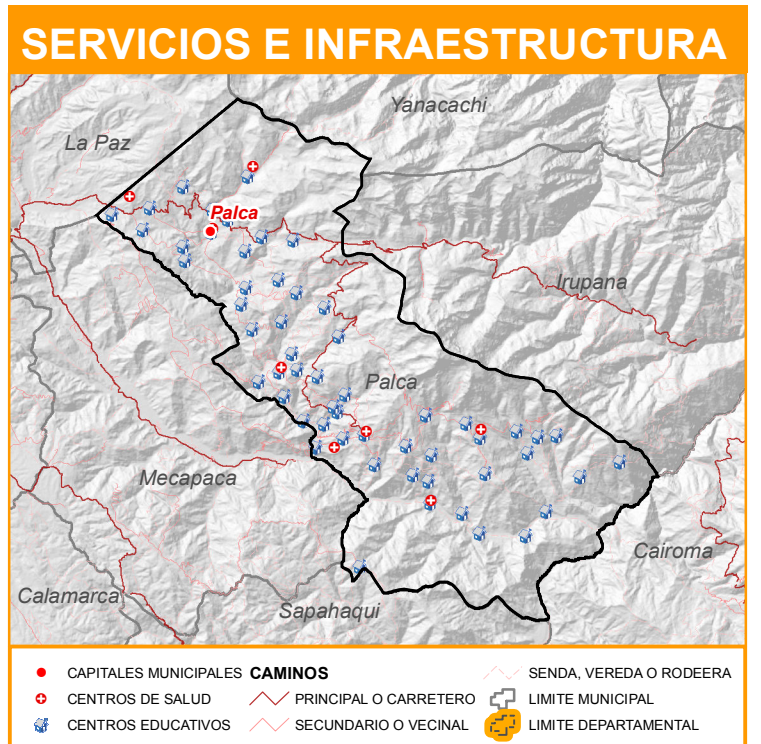 SERVICIOS E INFRAESTRUCTURA
Yanacachi
La Paz
Palca
Irupana
Palca
Mecapaca
Cairoma
Calamarca
Sapahaqui
CAPITALES MUNICIPALES
CENTROS DE SALUD
CENTROS EDUCATIVOS
CAMINOS
PRINCIPAL O CARRETERO
SECUNDARIO O VECINAL
SENDA, VEREDA O RODEERA
LIMITE MUNICIPAL
LIMITE DEPARTAMENTAL